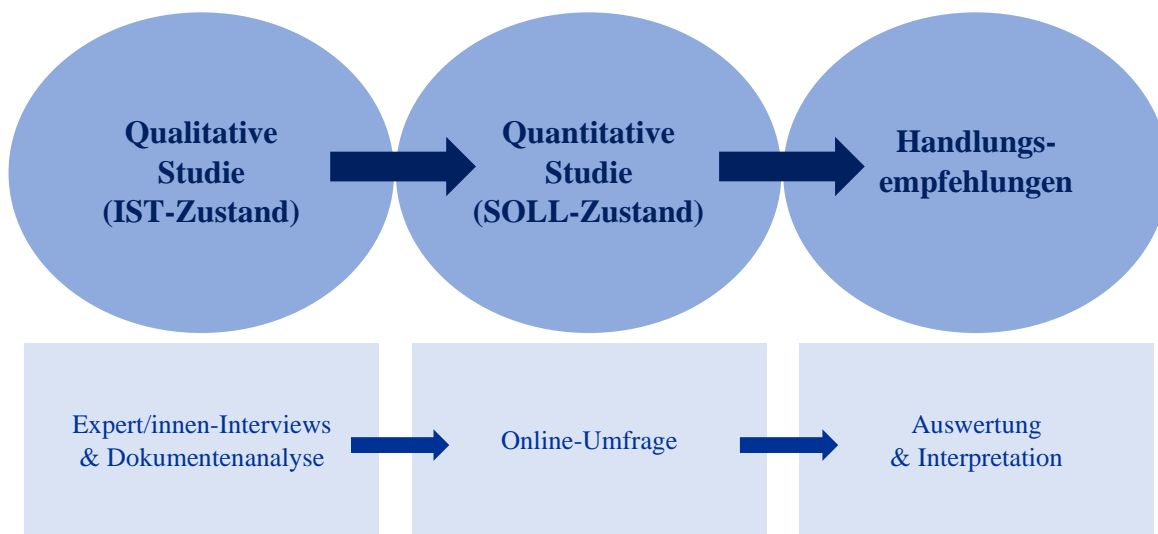 Qualitative
Studie
(IST-Zustand)
Quantitative
Studie
(SOLL-Zustand)
Handlungs-
empfehlungen
Expert/innen-Interviews
& Dokumentenanalyse
Online-Umfrage
Auswertung
& Interpretation